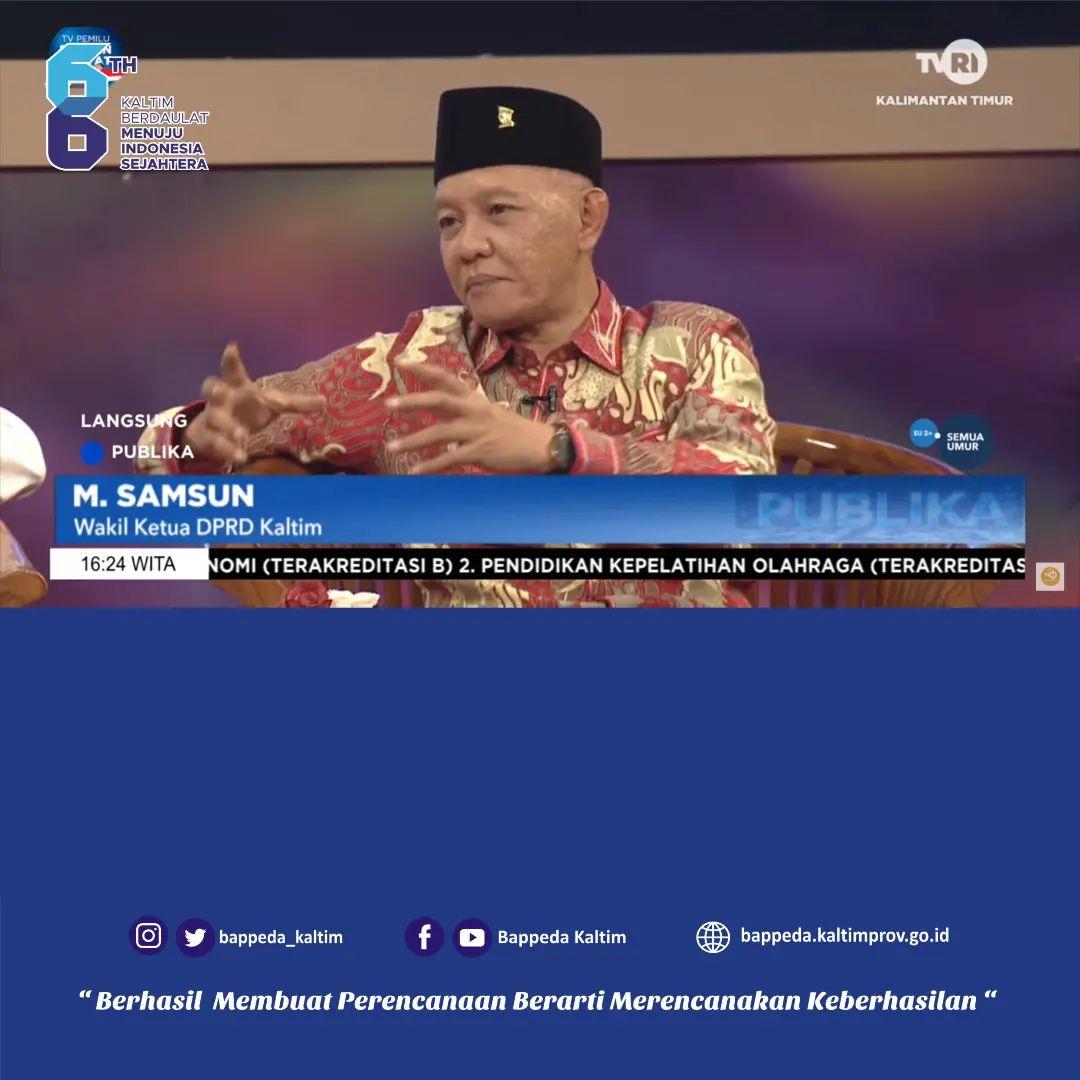 TV PEMILU
66TH
KALTIM
BERDAULAT
MENUJU
INDONESIA
SEJAHTERA
TVRI
KALIMANTAN TIMUR
LANGSUNG
PUBLIKA
SU 2+
SEMUA
UMUR
M. SAMSUN
Wakil Ketua DPRD Kaltim
PUBLIKA
16:24 WITA
NOMI (TERAKREDITASI B) 2. PENDIDIKAN KEPELATIHAN OLAHRAGA (TERAKREDITAS
bappeda_kaltim
Bappeda Kaltim
bappeda.kaltimprov.go.id
“ Berhasil Membuat Perencanaan Berarti Merencanakan Keberhasilan “